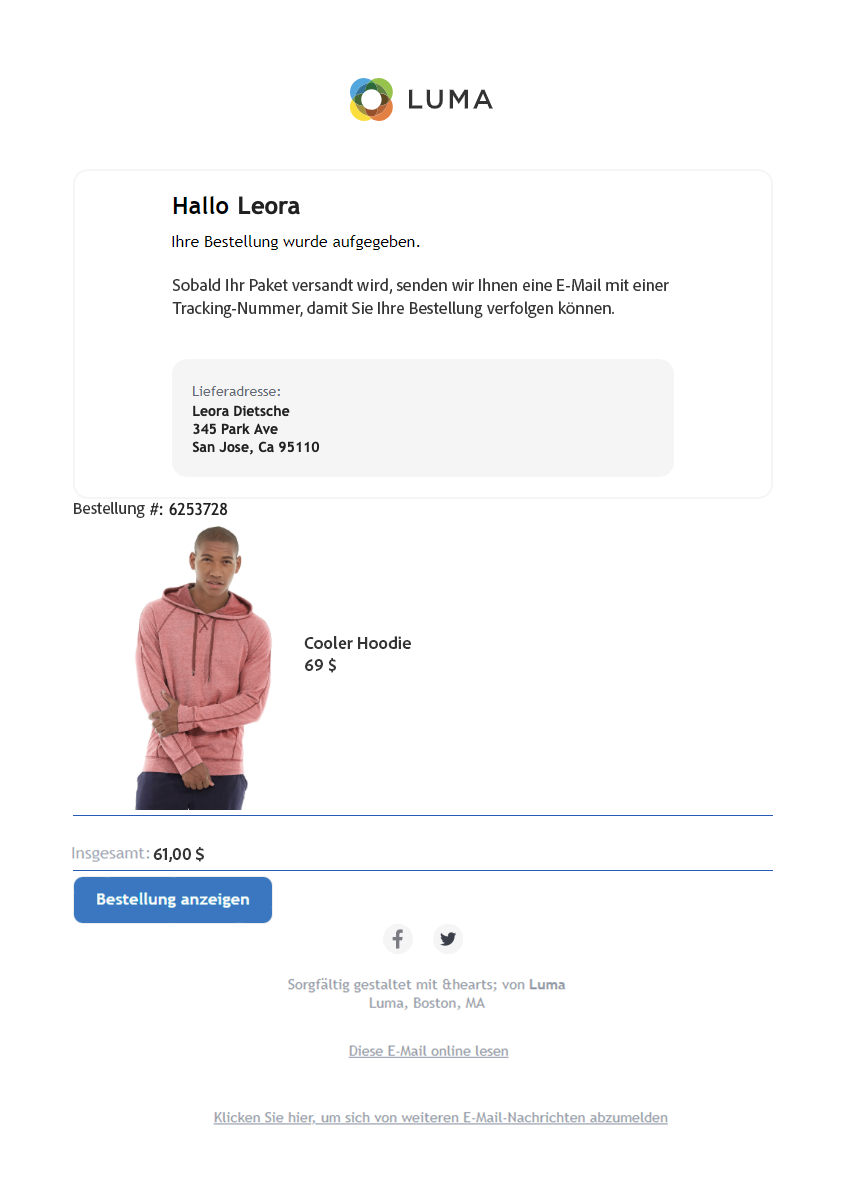 LUMA
Hallo Leora
Ihre Bestellung wurde aufgegeben.
Sobald Ihr Paket versandt wird, senden wir Ihnen eine E-Mail mit einer
Tracking-Nummer, damit Sie Ihre Bestellung verfolgen können.
Lieferadresse:
Leora Dietsche
345 Park Ave
San Jose, Ca 95110
Bestellung #: 6253728
Cooler Hoodie
69 $
Insgesamt: 61,00 $
Bestellung anzeigen
Sorgfältig gestaltet mit &hearts; von Luma
Luma, Boston, MA
Diese E-Mail online lesen
Klicken Sie hier, um sich von weiteren E-Mail-Nachrichten abzumelden